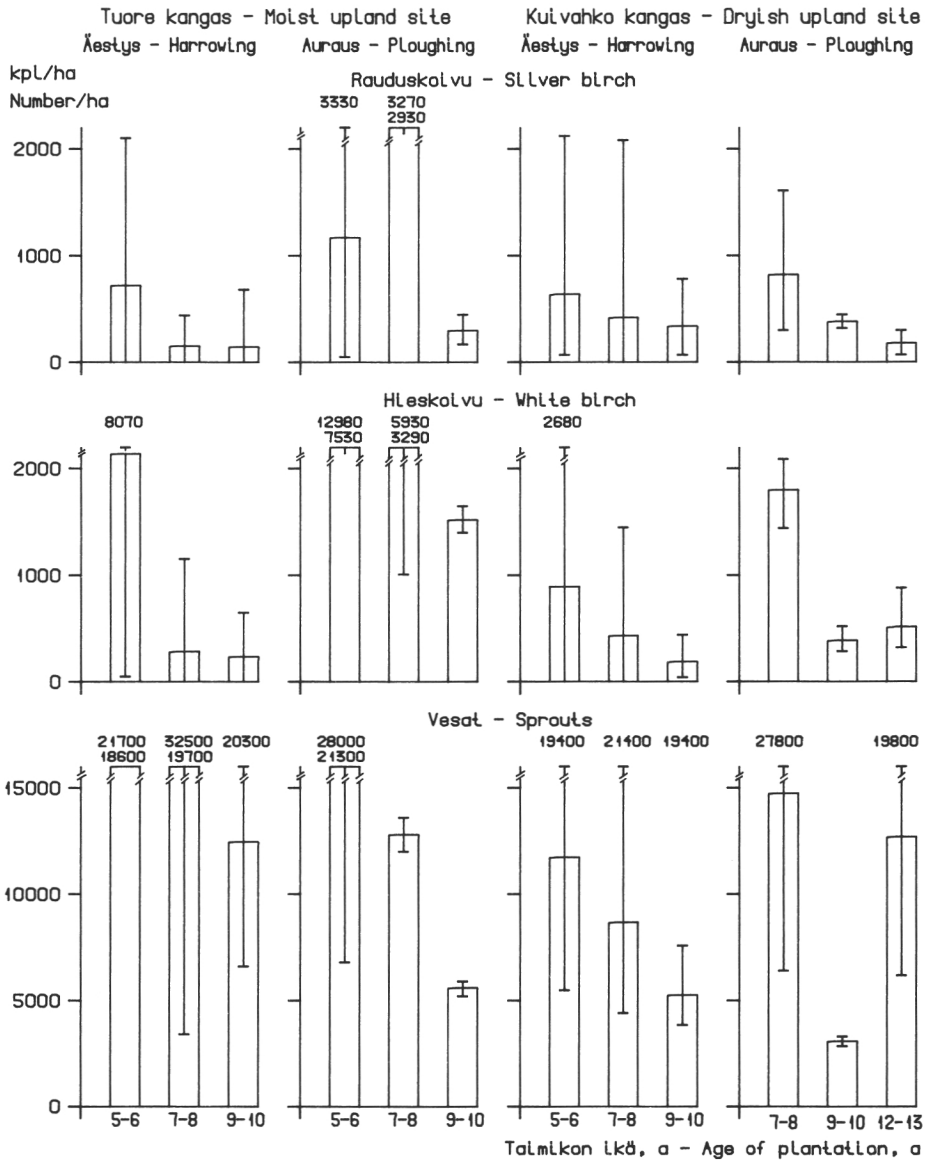 Tuore kangas - Moist upland site Kuivahko kangas - Dryish upland site
Äestys - Harrowing Auraus - Ploughing Äestys - Harrowing Auraus - Ploughing
kpl/ha
Number/ha
Rauduskoivu - Silver birch
3330 3270
2930
2000
1000
0
Hieskoivu - White birch
8070 12980 5930 2680
7530 3290
2000
1000
0
Vesat - Sprouts
21700 32500 20300 28000 19400 21400 19400 27800 19800
18600 19700 21300
15000
10000
5000
0
5-6 7-8 9-10 5-6 7-8 9-10 5-6 7-8 9-10 7-8 9-10 12-13
Taimikon ikä, a - Age of plantation, a